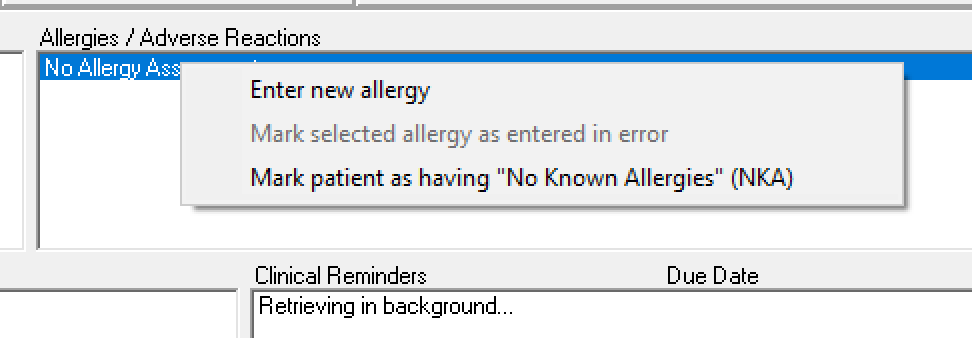 Allergies / Adverse Reactions
No Allergy Ass
Enter new allergy
Mark selected allergy as entered in error
Mark patient as having "No Known Allergies" (NKA)
Clinical Reminders Due Date
Retrieving in background...